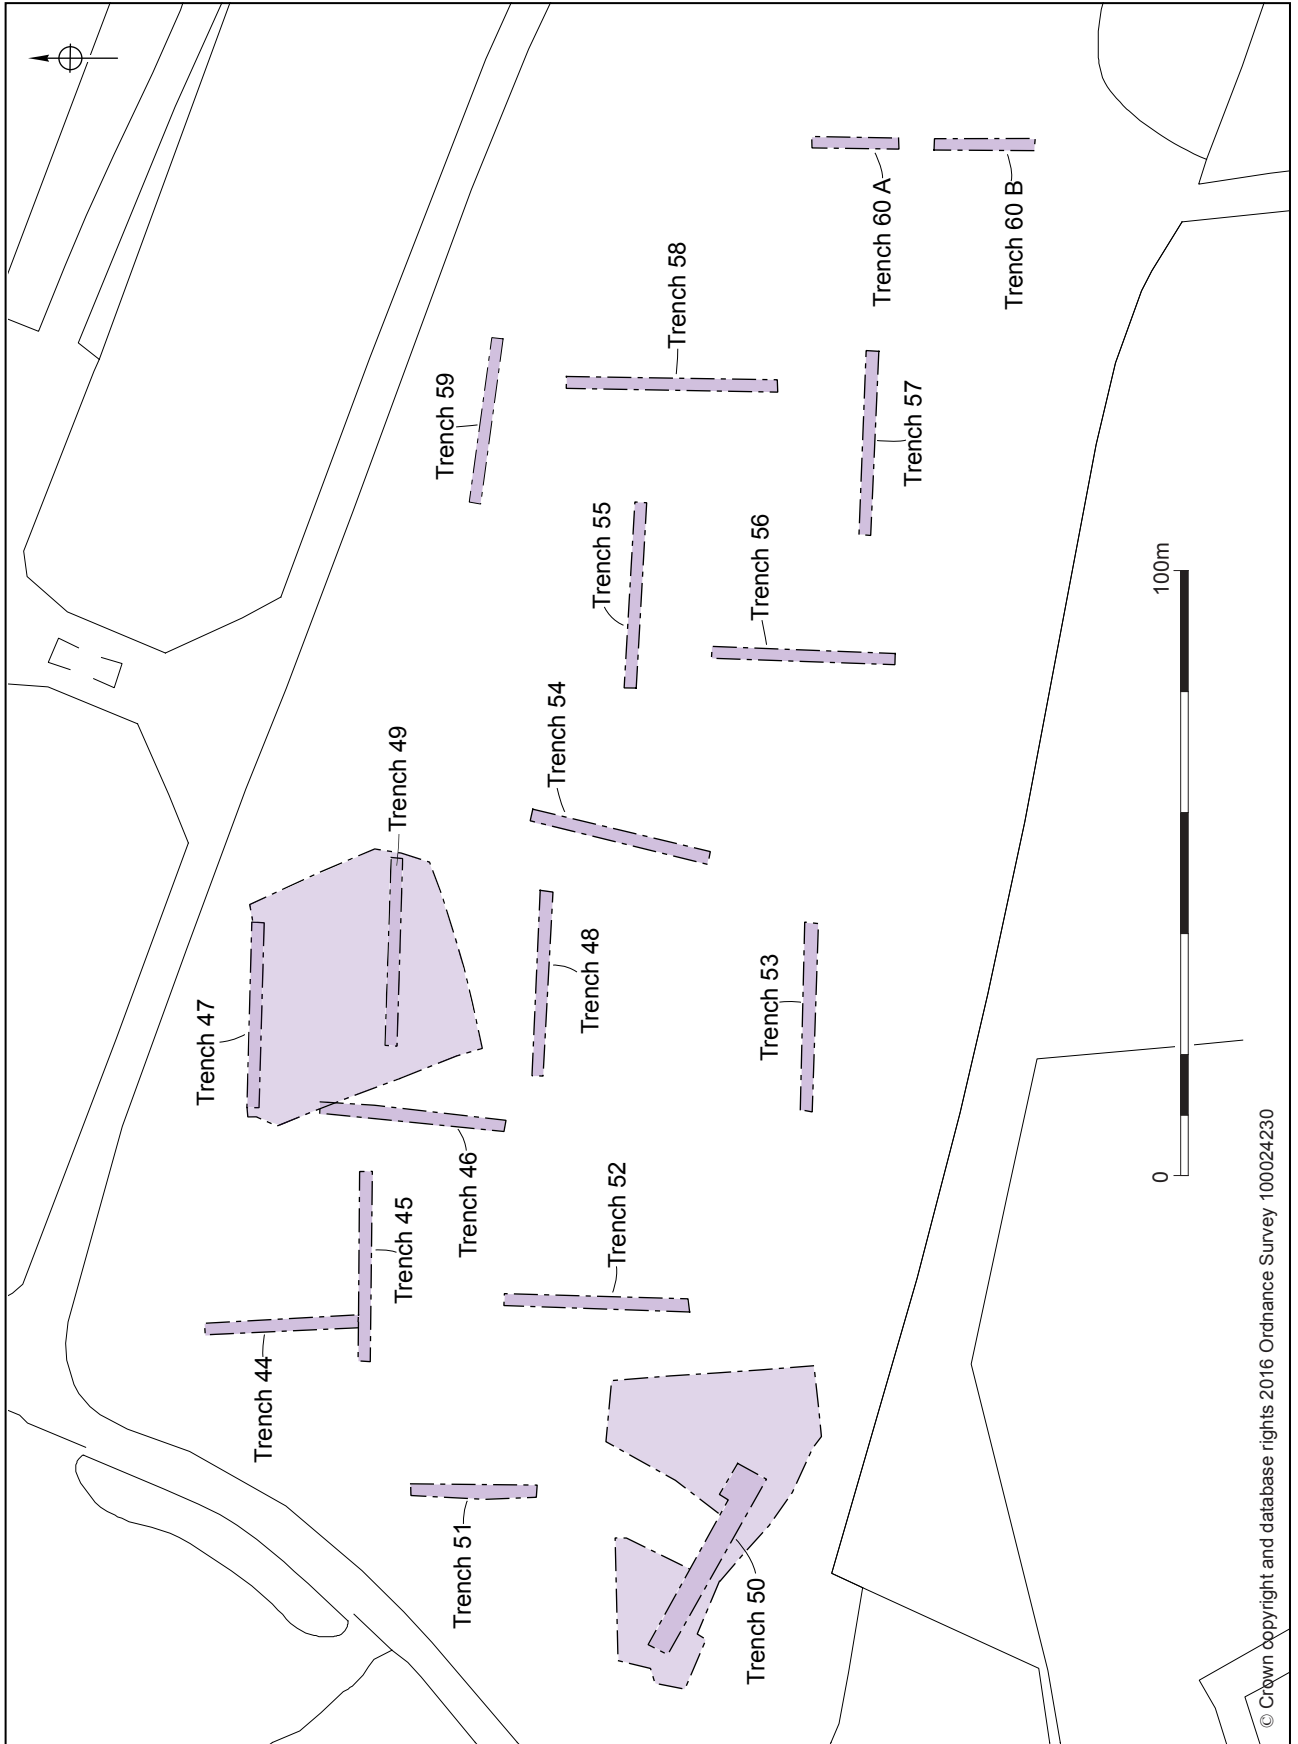 Trench 44
Trench 45
Trench 46
Trench 47
Trench 48
Trench 49
Trench 50
Trench 51
Trench 52
Trench 53
Trench 54
Trench 55
Trench 56
Trench 57
Trench 58
Trench 59
Trench 60 A
Trench 60 B
0
100m
© Crown copyright and database rights 2016 Ordnance Survey 100024230